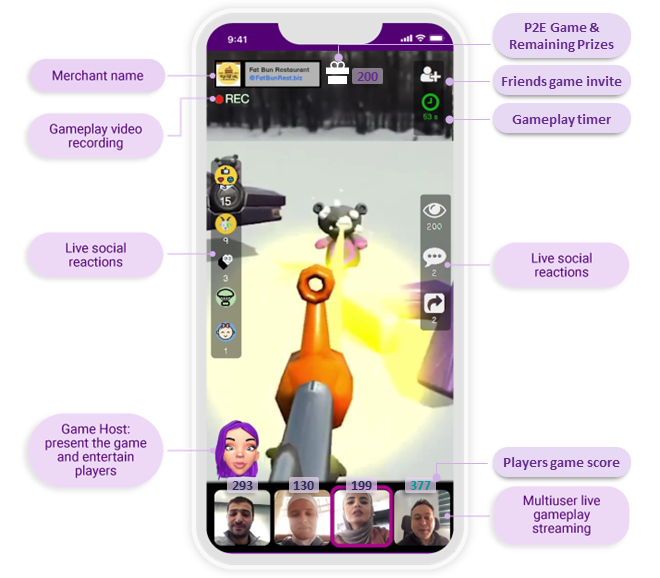 P2E Game &
Remaining Prizes
9:41
Merchant name
Fat Bun Restaurant
@FatBunRest.biz
200
Friends game invite
REC
Gameplay video
recording
53 s
Gameplay timer
15
9
200
Live social
reactions
3
2
Live social
reactions
2
1
Game Host:
present the game
and entertain
players
Players game score
293
130
199
377
Multiuser live
gameplay
streaming